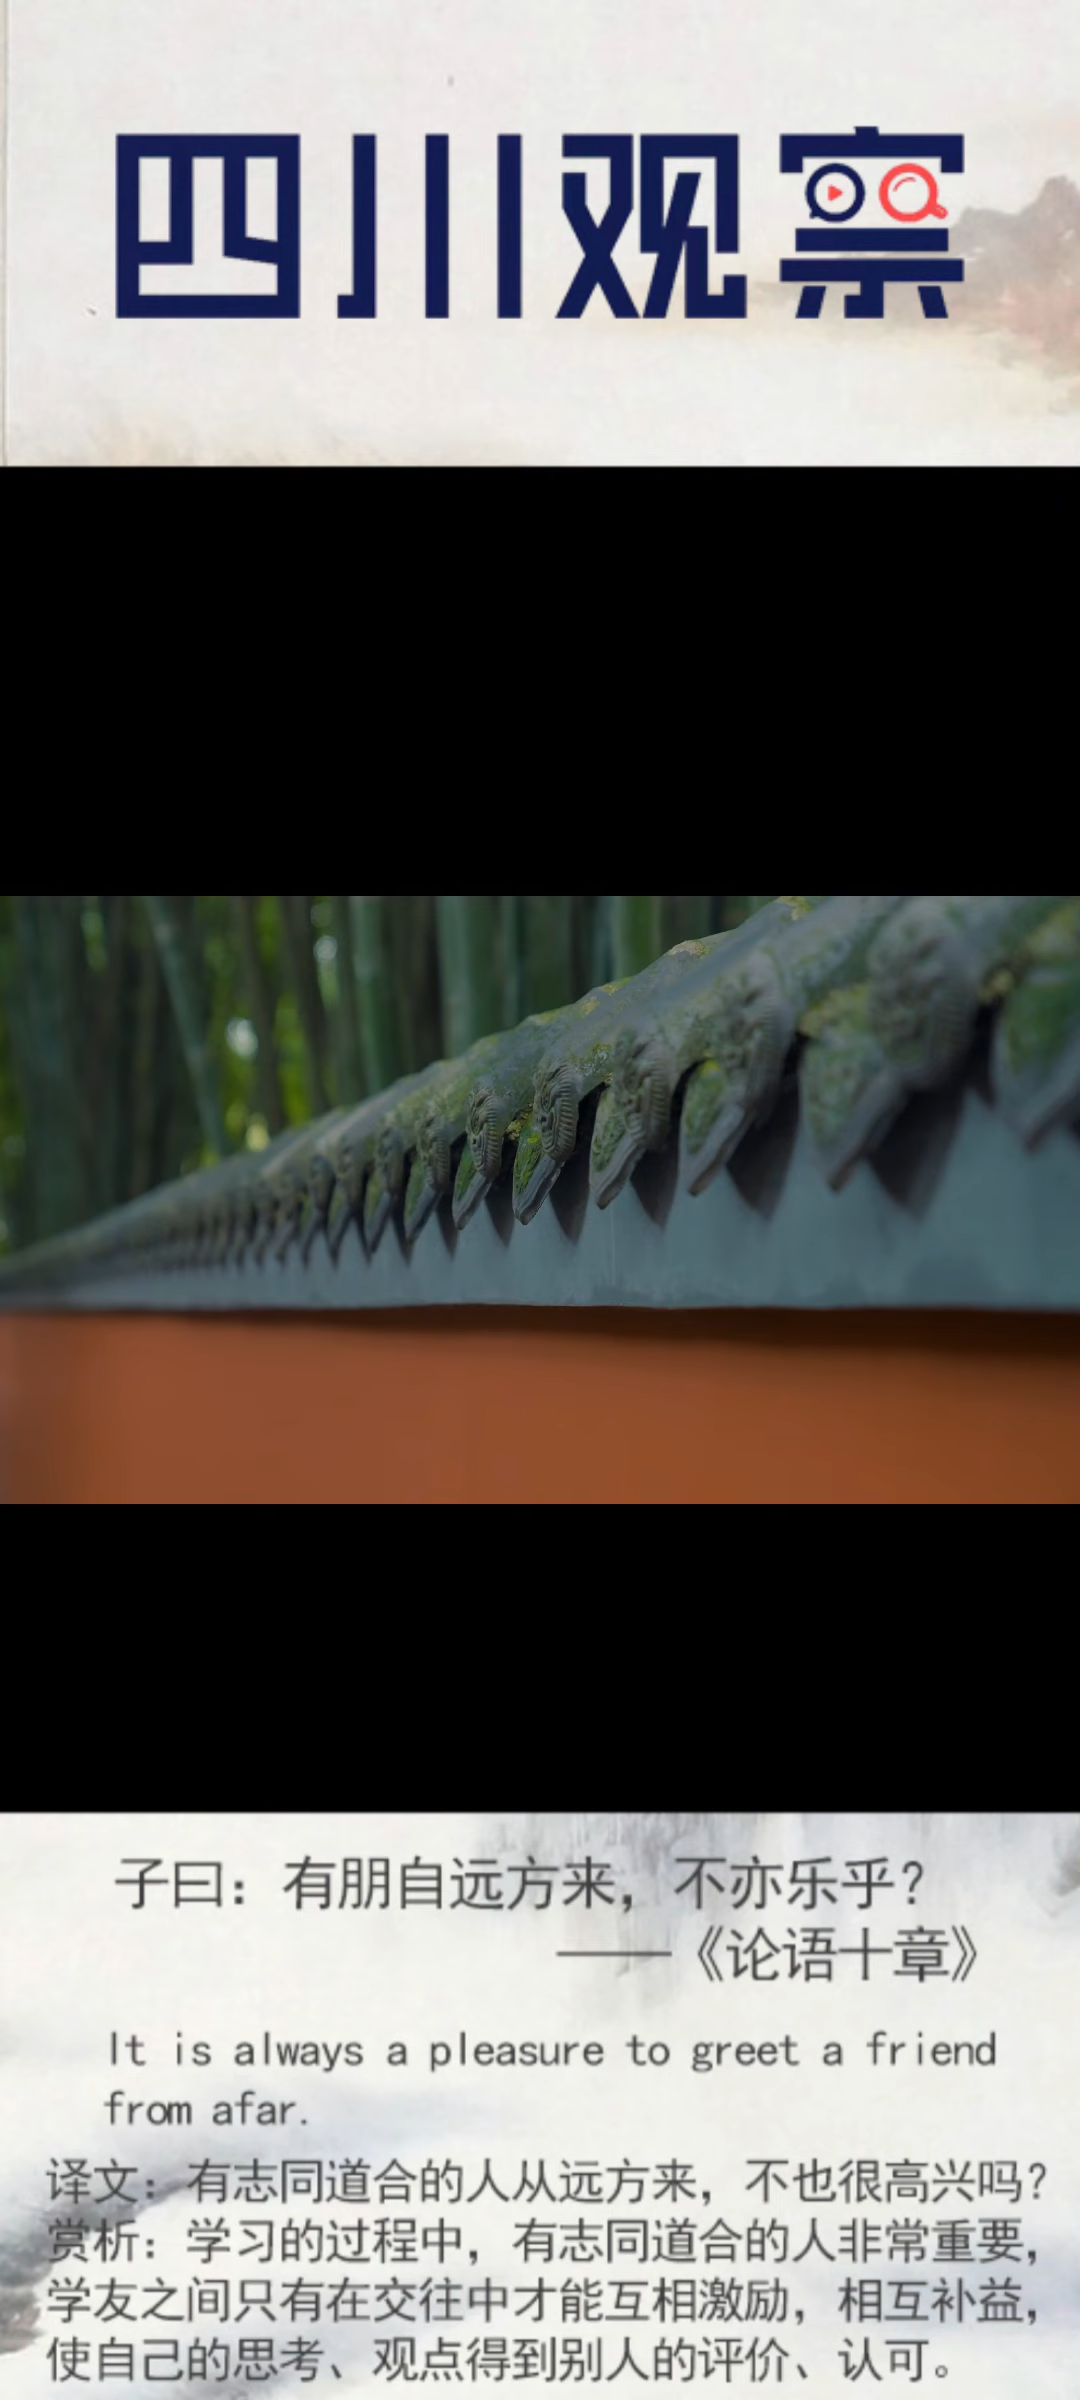 四川观察
子曰：有朋自远方来，不亦乐乎？
——《论语十章》
It is always a pleasure to greet a friend
from afar.
译文：有志同道合的人从远方来，不也很高兴吗？
赏析：学习的过程中，有志同道合的人非常重要，
学友之间只有在交往中才能互相激励，相互补益，
使自己的思考、观点得到别人的评价、认可。